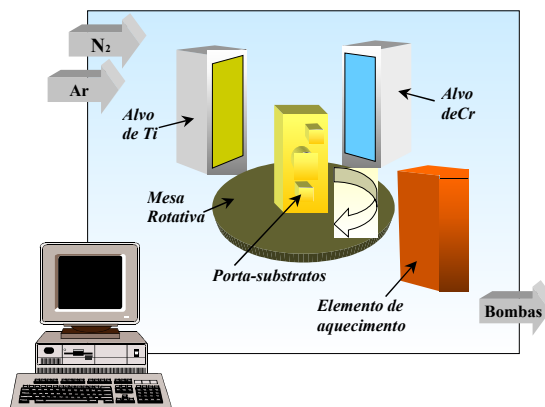 N2
Ar
Alvo
de Ti
Alvo
deCr
Mesa
Rotativa
Porta-substratos
Elemento de
aquecimento
Bombas